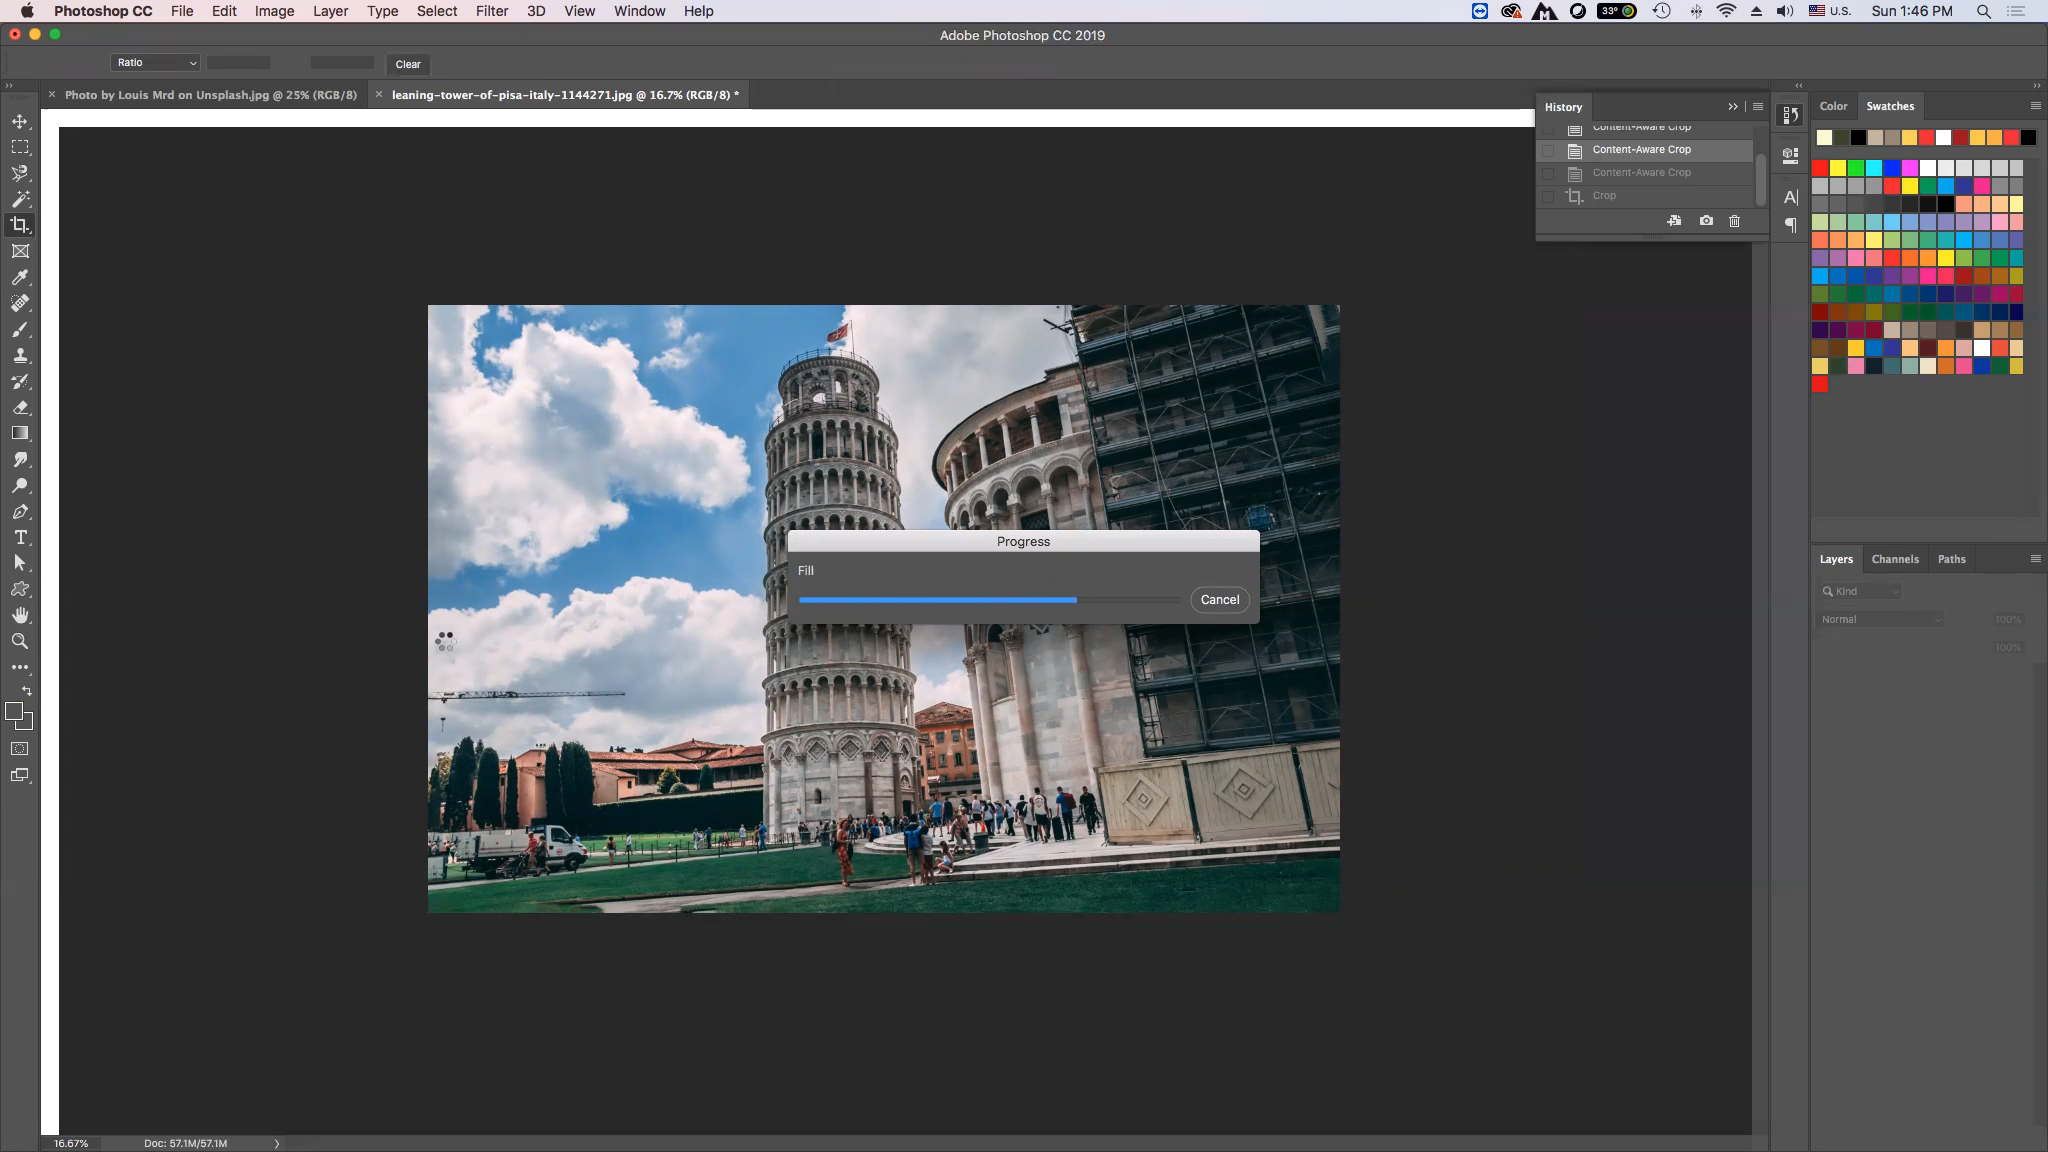 Photoshop CC File Edit Image Layer Type Select Filter 3D View Window Help 33° U.S. Sun 1:46 PM
Adobe Photoshop CC 2019
Ratio Clear
Photo by Louis Mrd on Unsplash.jpg @ 25% (RGB/8) leaning-tower-of-pisa-italy-1144271.jpg @ 16.7% (RGB/8) *
History
Content-Aware Crop
Content-Aware Crop
Content-Aware Crop
Crop
Color Swatches
Progress
Fill
Cancel
Layers Channels Paths
Kind
Normal 100%
100%
16.67% Doc: 57.1M/57.1M